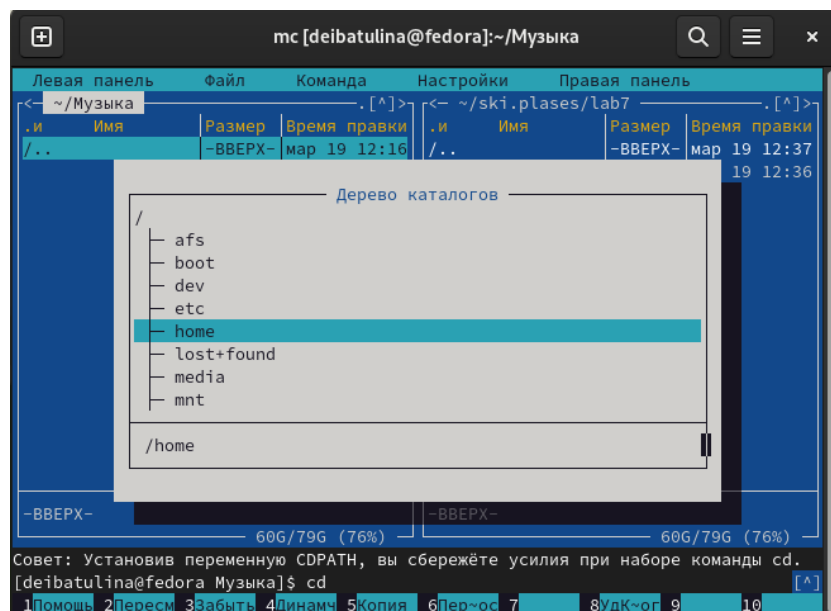 mc [deibatulina@fedora]:~/Музыка
Левая панель Файл Команда Настройки Правая панель
<— ~/Музыка .[^]> <— ~/ski.plases/lab7 .[^]>
.и Имя Размер Время правки .и Имя Размер Время правки
/.. -ВВЕРХ- мар 19 12:16 /.. -ВВЕРХ- мар 19 12:37
19 12:36
Дерево каталогов
/
afs
boot
dev
etc
home
lost+found
media
mnt
/home
-ВВЕРХ- -ВВЕРХ-
60G/79G (76%) 60G/79G (76%)
Совет: Установив переменную CDPATH, вы сбережёте усилия при наборе команды cd.
[deibatulina@fedora Музыка]$ cd [^]
1Помощь 2Пересм 3Забыть 4Динамч 5Копия 6Пер~ос 7 8УдК~ог 9 10